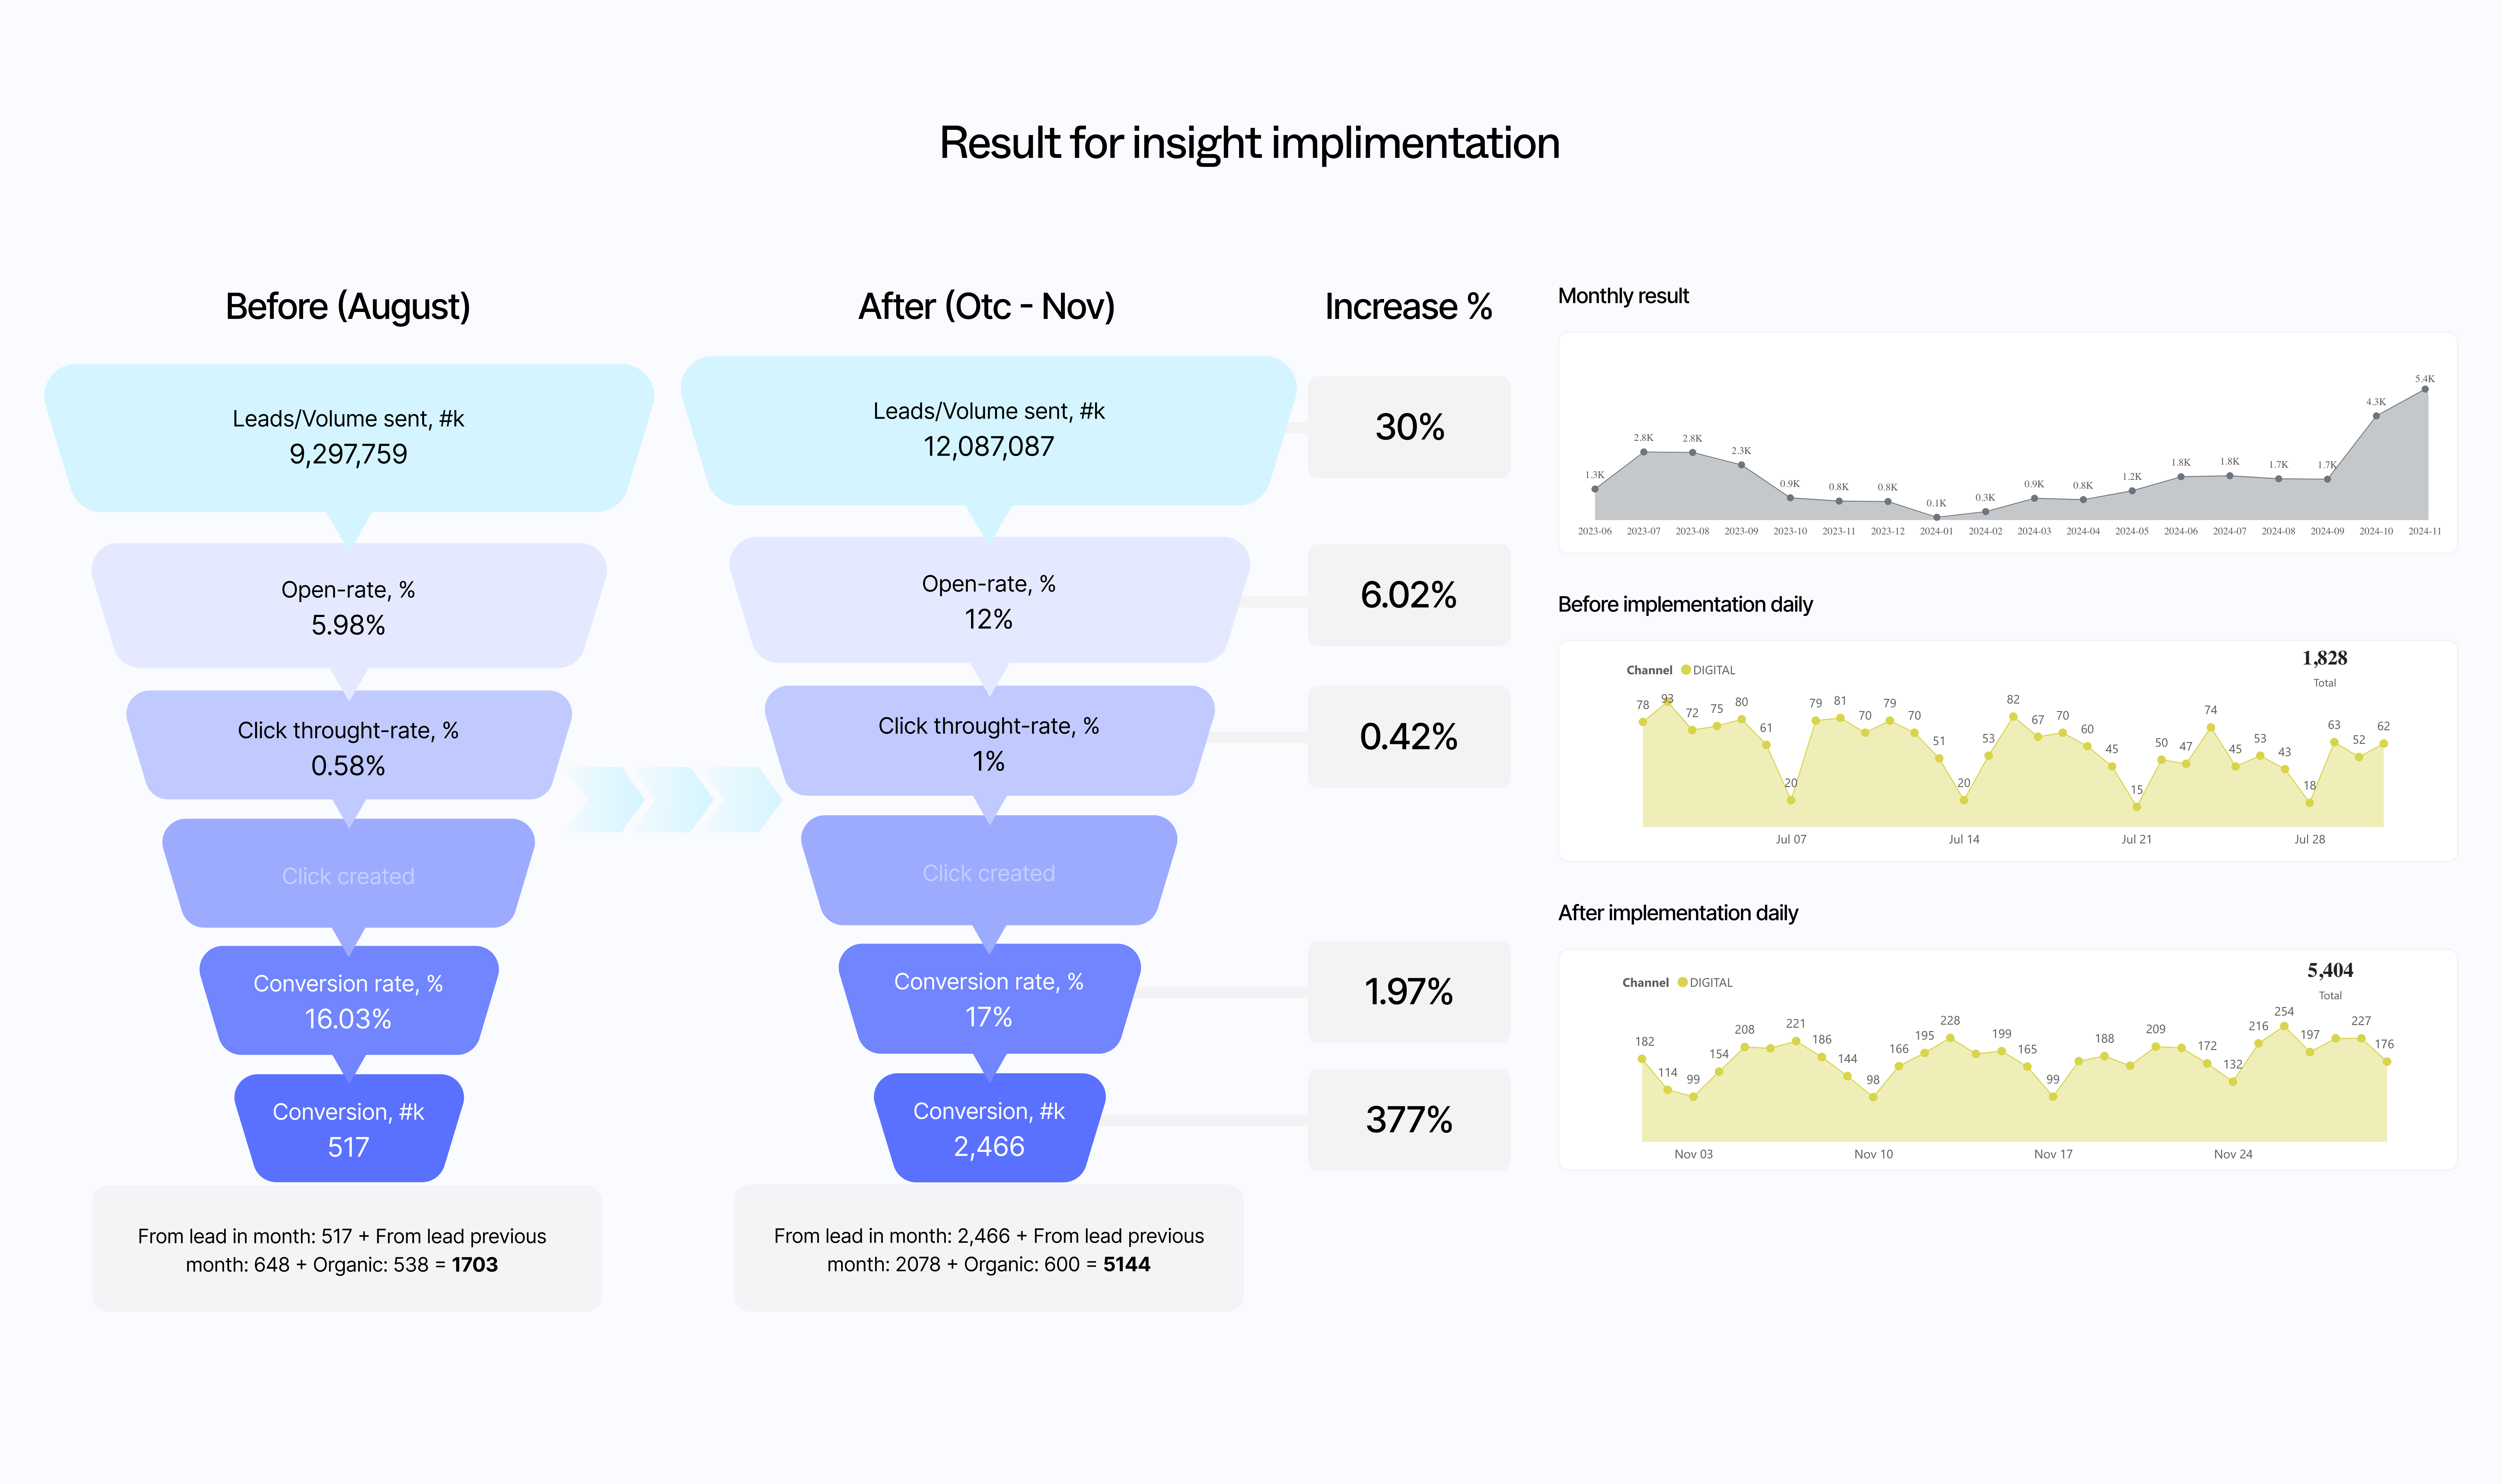 Result for insight implimentation
Before (August)
Leads/Volume sent, #k
9,297,759
Open-rate, %
5.98%
Click throught-rate, %
0.58%
Click created
Conversion rate, %
16.03%
Conversion, #k
517
From lead in month: 517 + From lead previous
month: 648 + Organic: 538 = 1703
After (Otc - Nov)
Leads/Volume sent, #k
12,087,087
Open-rate, %
12%
Click throught-rate, %
1%
Click created
Conversion rate, %
17%
Conversion, #k
2,466
From lead in month: 2,466 + From lead previous
month: 2078 + Organic: 600 = 5144
Increase %
30%
6.02%
0.42%
1.97%
377%
Monthly result
1.3K 2.8K 2.8K 2.3K 0.9K 0.8K 0.8K 0.1K 0.3K 0.9K 0.8K 1.2K 1.8K 1.8K 1.7K 1.7K 4.3K 5.4K
2023-06 2023-07 2023-08 2023-09 2023-10 2023-11 2023-12 2024-01 2024-02 2024-03 2024-04 2024-05 2024-06 2024-07 2024-08 2024-09 2024-10 2024-11
Before implementation daily
Channel DIGITAL
1,828
Total
78 93 72 75 80 61 20 79 81 70 79 70 51 20 53 82 67 70 60 45 15 50 47 74 45 53 43 18 63 52 62
Jul 07 Jul 14 Jul 21 Jul 28
After implementation daily
Channel DIGITAL
5,404
Total
182 114 99 154 208 221 186 144 98 166 195 228 199 165 99 188 209 172 132 216 254 197 227 176
Nov 03 Nov 10 Nov 17 Nov 24